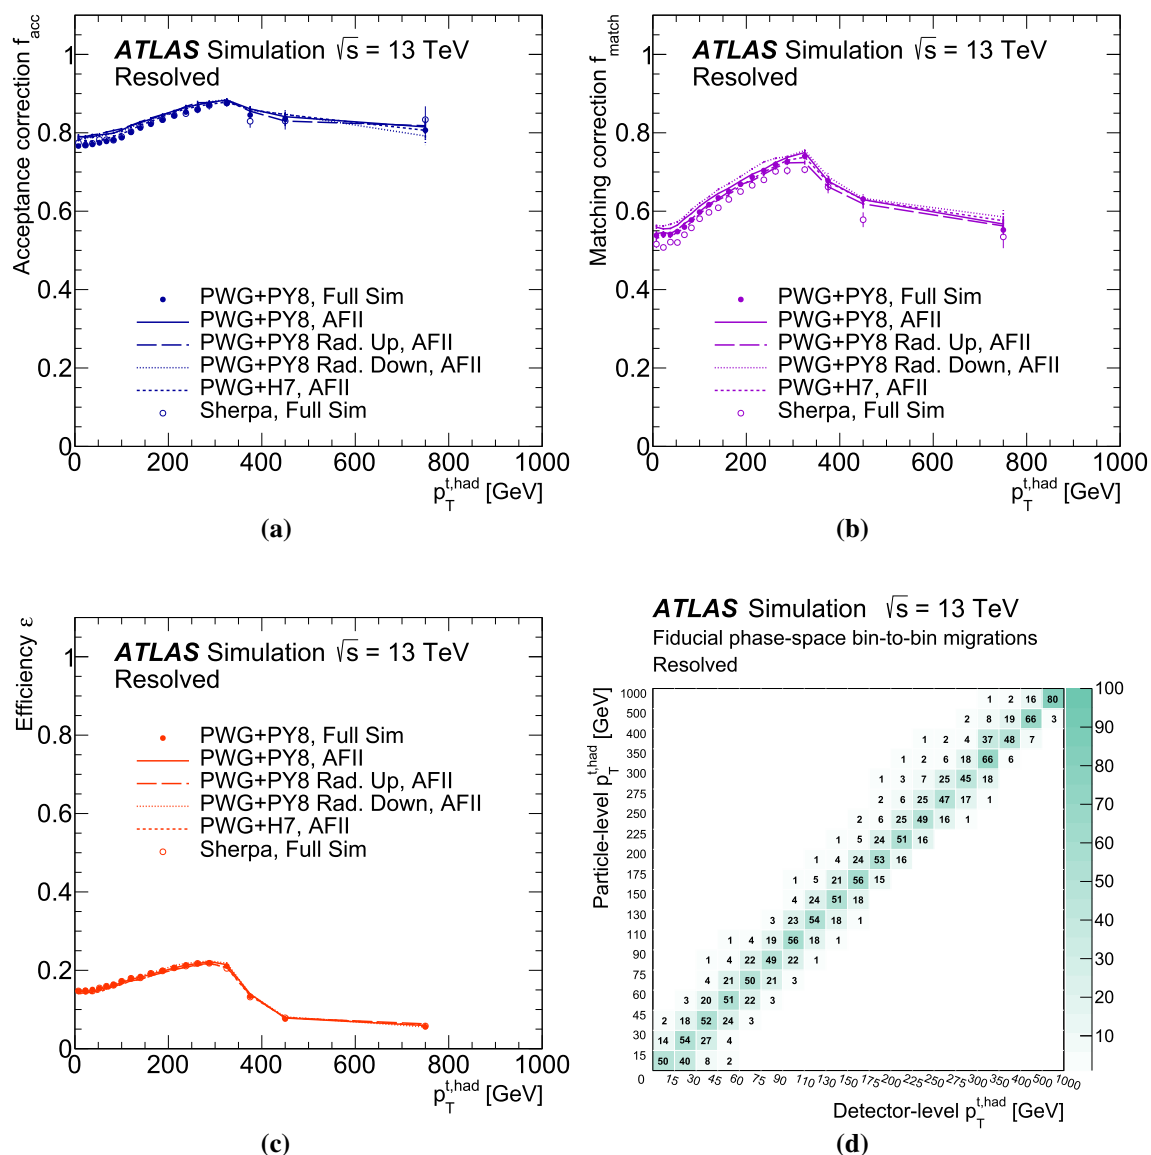 Acceptance correction f_acc
ATLAS Simulation √s = 13 TeV
Resolved
1
0.8
0.6
0.4
0.2
0
PWG+PY8, Full Sim
PWG+PY8, AFII
PWG+PY8 Rad. Up, AFII
PWG+PY8 Rad. Down, AFII
PWG+H7, AFII
Sherpa, Full Sim
0 200 400 600 800 1000
p_T^{t,had} [GeV]
(a)
Matching correction f_match
ATLAS Simulation √s = 13 TeV
Resolved
1
0.8
0.6
0.4
0.2
0
PWG+PY8, Full Sim
PWG+PY8, AFII
PWG+PY8 Rad. Up, AFII
PWG+PY8 Rad. Down, AFII
PWG+H7, AFII
Sherpa, Full Sim
0 200 400 600 800 1000
p_T^{t,had} [GeV]
(b)
Efficiency ε
ATLAS Simulation √s = 13 TeV
Resolved
1
0.8
0.6
0.4
0.2
0
PWG+PY8, Full Sim
PWG+PY8, AFII
PWG+PY8 Rad. Up, AFII
PWG+PY8 Rad. Down, AFII
PWG+H7, AFII
Sherpa, Full Sim
0 200 400 600 800 1000
p_T^{t,had} [GeV]
(c)
ATLAS Simulation √s = 13 TeV
Fiducial phase-space bin-to-bin migrations
Resolved
Particle-level p_T^{t,had} [GeV]
1000 1 2 16 80
500 2 8 19 66 3
400 1 2 4 37 48 7
350 1 2 6 18 66 6
300 1 3 7 25 45 18
275 2 6 25 47 17 1
250 2 6 25 49 16 1
225 1 5 24 51 16
200 1 4 24 53 16
175 1 5 21 56 15
150 4 24 51 18
130 3 23 54 18 1
110 1 4 19 56 18 1
90 1 4 22 49 22 1
75 4 21 50 21 3
60 3 20 51 22 3
45 2 18 52 24 3
30 14 54 27 4
15 50 40 8 2
0 15 30 45 60 75 90 110 130 150 175 200 225 250 275 300 350 400 500 1000
Detector-level p_T^{t,had} [GeV]
100
90
80
70
60
50
40
30
20
10
(d)